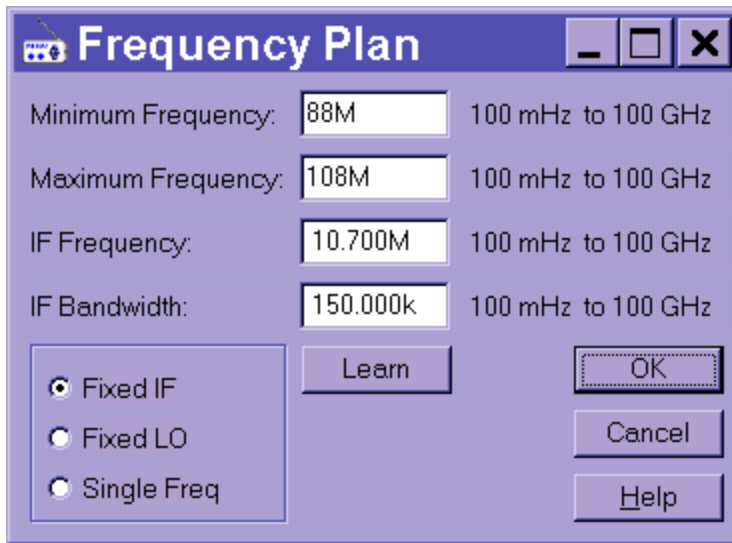 Frequency Plan
Minimum Frequency: 88M 100 mHz to 100 GHz
Maximum Frequency: 108M 100 mHz to 100 GHz
IF Frequency: 10.700M 100 mHz to 100 GHz
IF Bandwidth: 150.000k 100 mHz to 100 GHz
Fixed IF
Fixed LO
Single Freq
Learn
OK
Cancel
Help